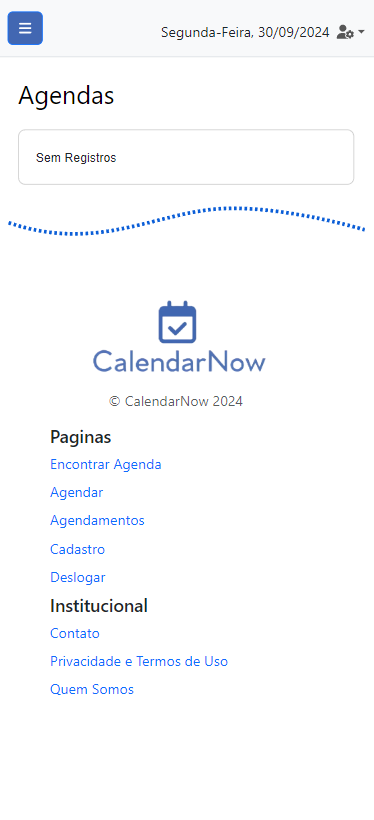 Segunda-Feira, 30/09/2024
Agendas
Sem Registros
CalendarNow
© CalendarNow 2024
Paginas
Encontrar Agenda
Agendar
Agendamentos
Cadastro
Deslogar
Institucional
Contato
Privacidade e Termos de Uso
Quem Somos